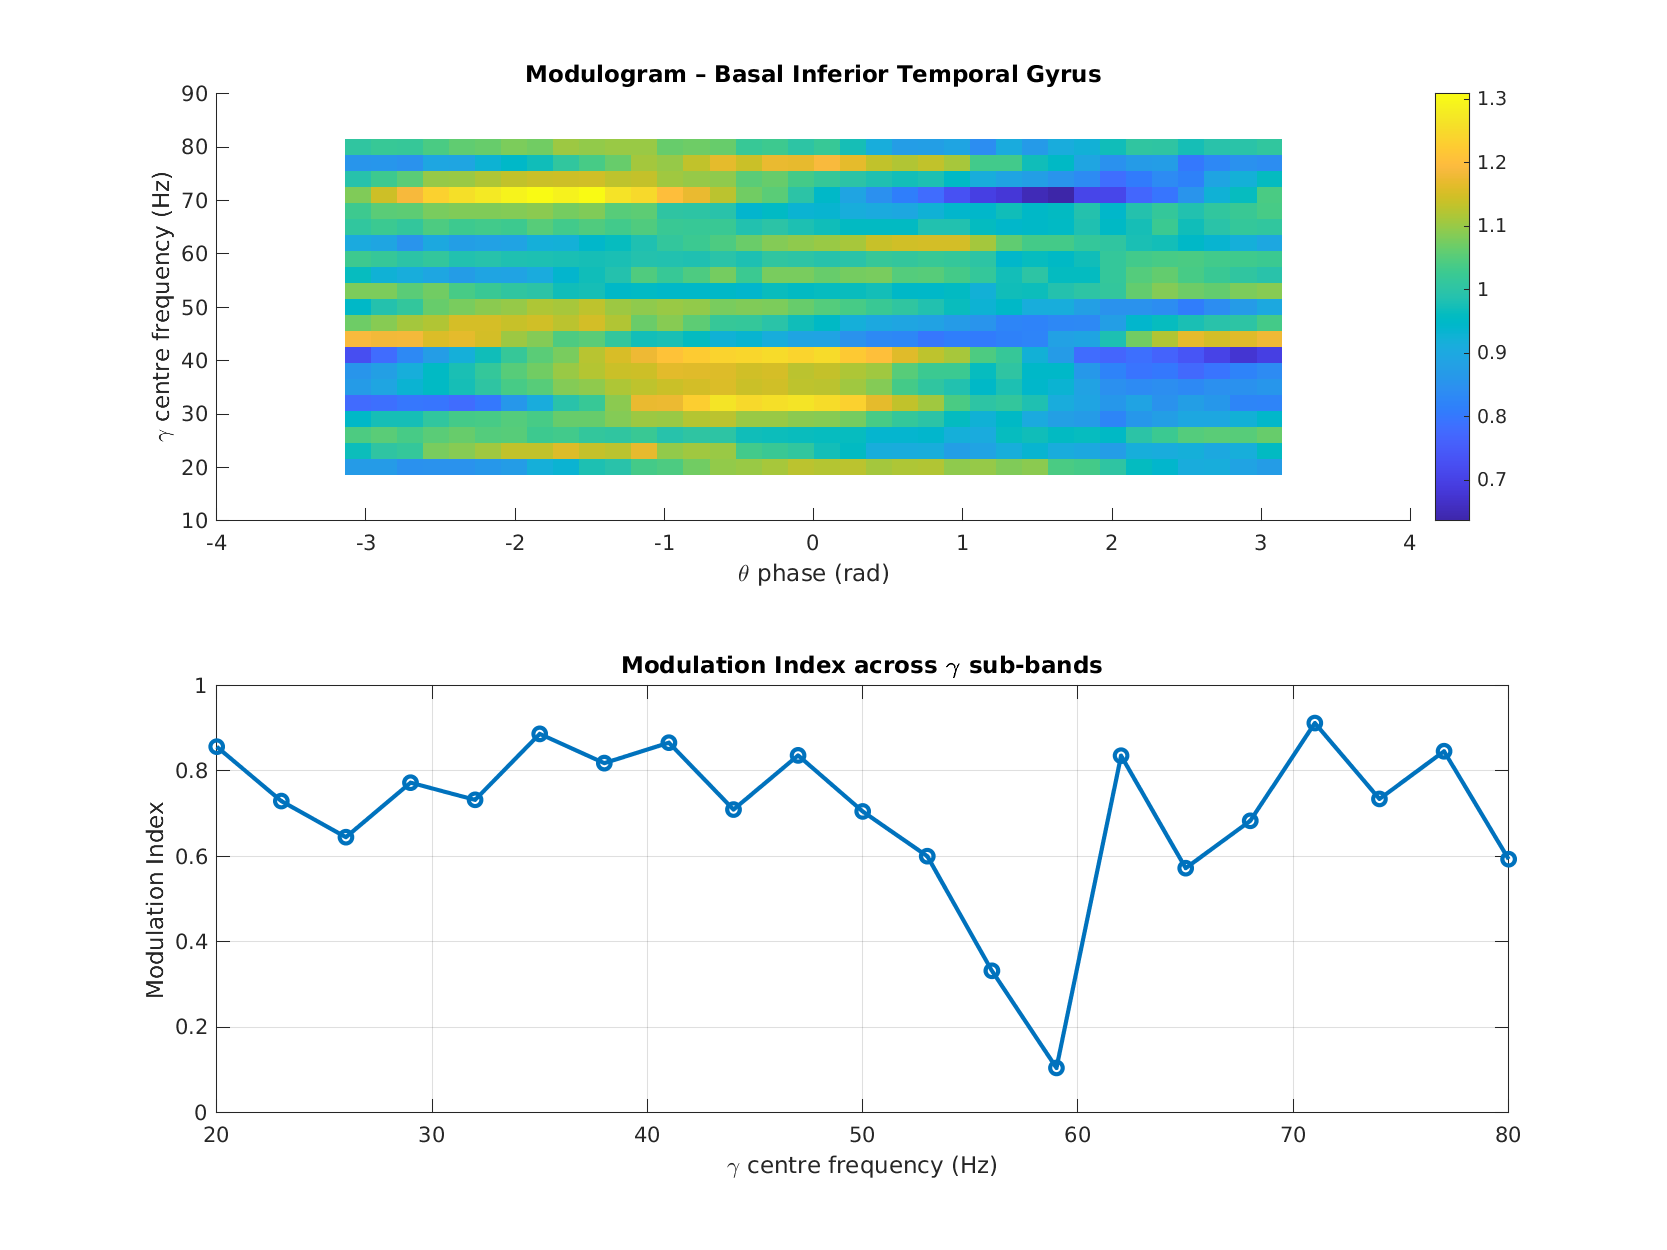 Modulogram – Basal Inferior Temporal Gyrus
90
80
70
60
50
40
30
20
10
γ centre frequency (Hz)
-4 -3 -2 -1 0 1 2 3 4
θ phase (rad)
1.3
1.2
1.1
1
0.9
0.8
0.7
Modulation Index across γ sub-bands
1
0.8
0.6
0.4
0.2
0
Modulation Index
20 30 40 50 60 70 80
γ centre frequency (Hz)